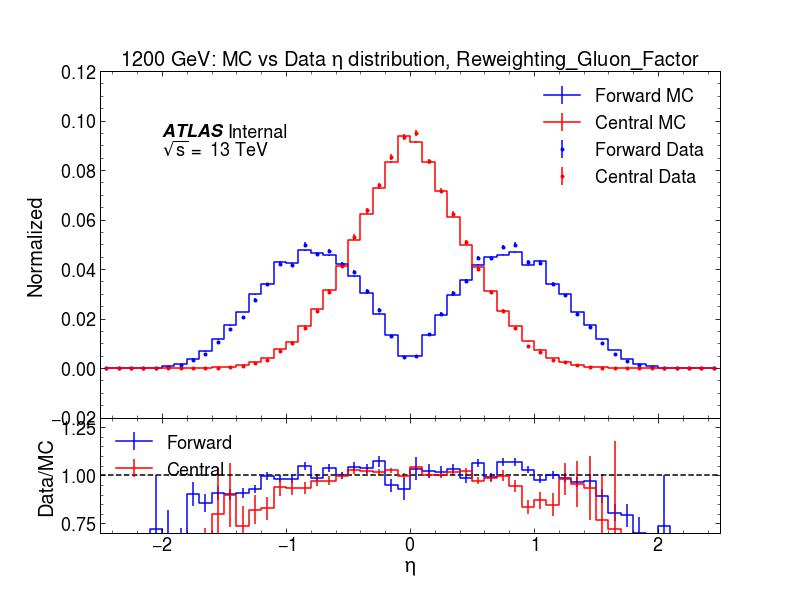 1200 GeV: MC vs Data η distribution, Reweighting_Gluon_Factor
0.12
0.10
0.08
0.06
0.04
0.02
0.00
−0.02
Normalized
ATLAS Internal
√s = 13 TeV
Forward MC
Central MC
Forward Data
Central Data
1.25
1.00
0.75
Data/MC
Forward
Central
−2
−1
0
1
2
η